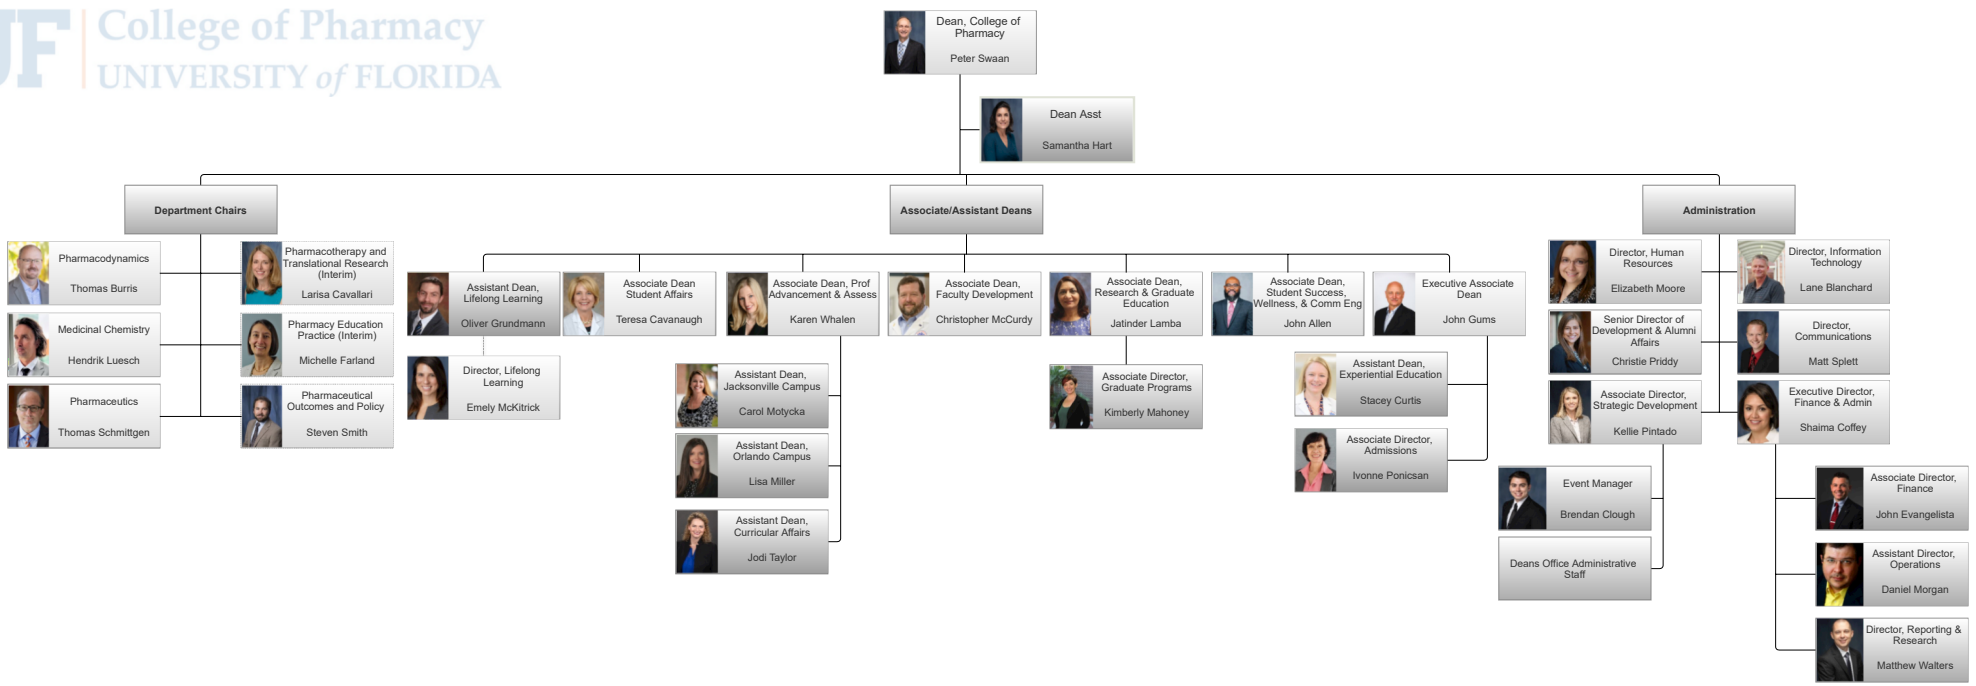 UF
College of Pharmacy
UNIVERSITY of FLORIDA
Dean, College of
Pharmacy
Peter Swaan
Dean Asst
Samantha Hart
Department Chairs
Pharmacodynamics
Thomas Burris
Pharmacotherapy and
Translational Research
(Interim)
Larisa Cavallari
Medicinal Chemistry
Hendrik Luesch
Pharmacy Education
Practice (Interim)
Michelle Farland
Pharmaceutics
Thomas Schmittgen
Pharmaceutical
Outcomes and Policy
Steven Smith
Associate/Assistant Deans
Assistant Dean,
Lifelong Learning
Oliver Grundmann
Director, Lifelong
Learning
Emely McKitrick
Associate Dean
Student Affairs
Teresa Cavanaugh
Associate Dean, Prof
Advancement & Assess
Karen Whalen
Assistant Dean,
Jacksonville Campus
Carol Motycka
Assistant Dean,
Orlando Campus
Lisa Miller
Assistant Dean,
Curricular Affairs
Jodi Taylor
Associate Dean,
Faculty Development
Christopher McCurdy
Associate Dean,
Research & Graduate
Education
Jatinder Lamba
Associate Director,
Graduate Programs
Kimberly Mahoney
Associate Dean,
Student Success,
Wellness, & Comm Eng
John Allen
Executive Associate
Dean
John Gums
Assistant Dean,
Experiential Education
Stacey Curtis
Associate Director,
Admissions
Ivonne Ponicsan
Administration
Director, Human
Resources
Elizabeth Moore
Director, Information
Technology
Lane Blanchard
Senior Director of
Development & Alumni
Affairs
Christie Priddy
Director,
Communications
Matt Splett
Associate Director,
Strategic Development
Kellie Pintado
Executive Director,
Finance & Admin
Shaima Coffey
Event Manager
Brendan Clough
Deans Office Administrative
Staff
Associate Director,
Finance
John Evangelista
Assistant Director,
Operations
Daniel Morgan
Director, Reporting &
Research
Matthew Walters